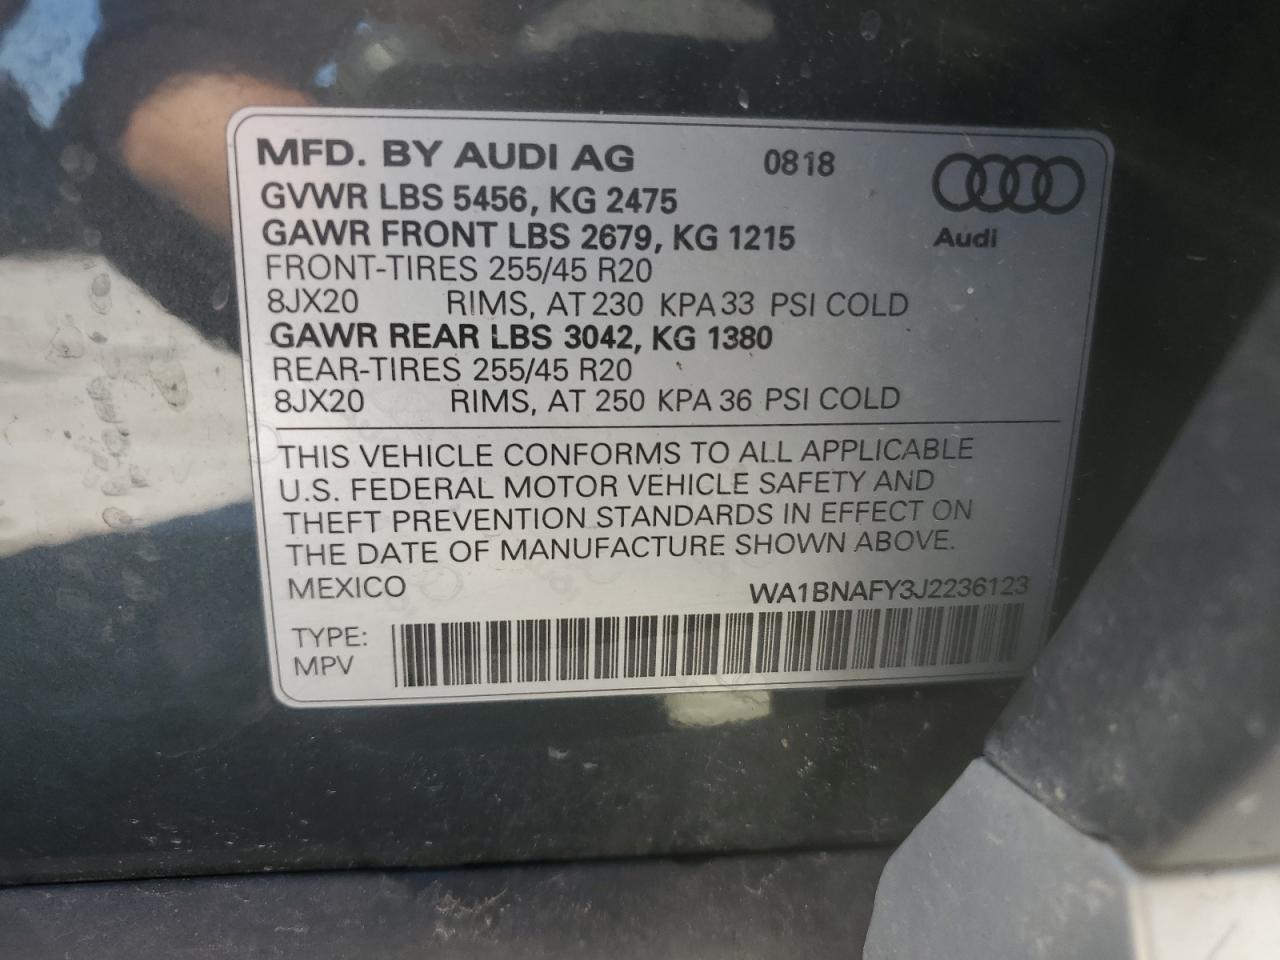 MFD. BY AUDI AG 0818
GVWR LBS 5456, KG 2475
GAWR FRONT LBS 2679, KG 1215
Audi
FRONT-TIRES 255/45 R20
8JX20 RIMS, AT 230 KPA 33 PSI COLD
GAWR REAR LBS 3042, KG 1380
REAR-TIRES 255/45 R20
8JX20 RIMS, AT 250 KPA 36 PSI COLD
THIS VEHICLE CONFORMS TO ALL APPLICABLE
U.S. FEDERAL MOTOR VEHICLE SAFETY AND
THEFT PREVENTION STANDARDS IN EFFECT ON
THE DATE OF MANUFACTURE SHOWN ABOVE.
MEXICO WA1BNAFY3J2236123
TYPE:
MPV